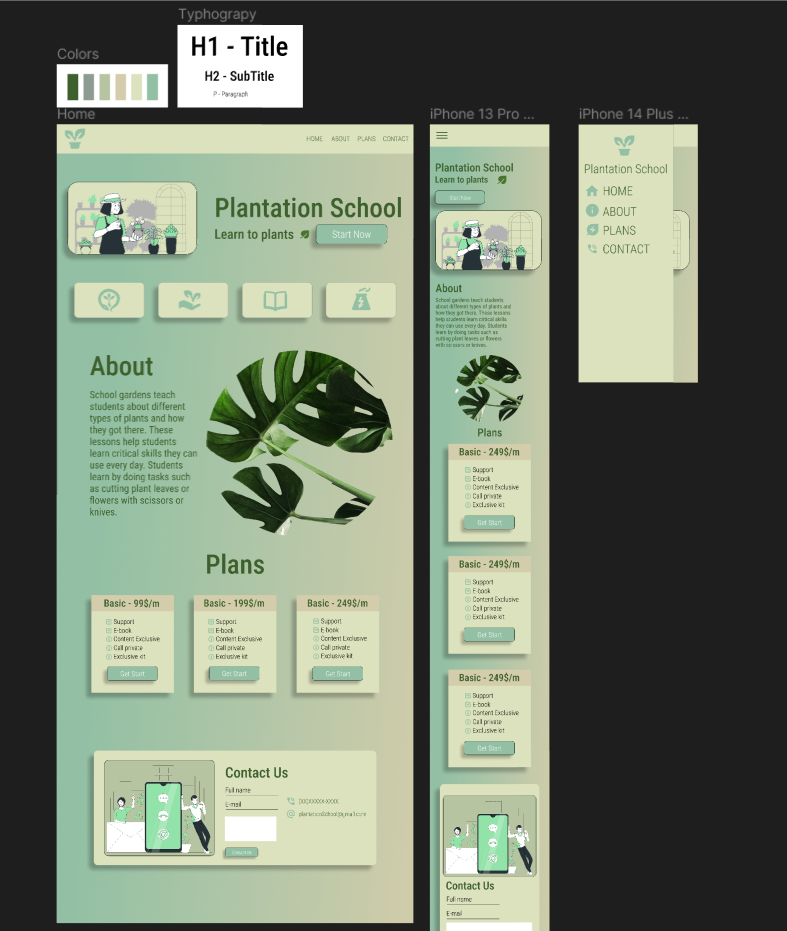 Typhograpy
H1 - Title
H2 - SubTitle
P - Paragraph
Colors
Home
HOME ABOUT PLANS CONTACT
Plantation School
Learn to plants
Start Now
About
School gardens teach
students about different
types of plants and how
they got there. These
lessons help students
learn critical skills they can
use every day. Students
learn by doing tasks such
as cutting plant leaves or
flowers with scissors or
knives.
Plans
Basic - 99$/m
Support
E-book
Content Exclusive
Call private
Exclusive kit
Get Start
Basic - 199$/m
Support
E-book
Content Exclusive
Call private
Exclusive kit
Get Start
Basic - 249$/m
Support
E-book
Content Exclusive
Call private
Exclusive kit
Get Start
Contact Us
Full name
E-mail
iPhone 13 Pro ...
Plantation School
Learn to plants
Start Now
About
School gardens teach students
about different types of plants and
how they got there. These lessons
help students learn critical skills
they can use every day. Students
learn by doing tasks such as
cutting plant leaves or flowers
with scissors or knives.
Plans
Basic - 249$/m
Support
E-book
Content Exclusive
Call private
Exclusive kit
Get Start
Basic - 249$/m
Support
E-book
Content Exclusive
Call private
Exclusive kit
Get Start
Basic - 249$/m
Support
E-book
Content Exclusive
Call private
Exclusive kit
Get Start
Contact Us
Full name
E-mail
iPhone 14 Plus ...
Plantation School
HOME
ABOUT
PLANS
CONTACT